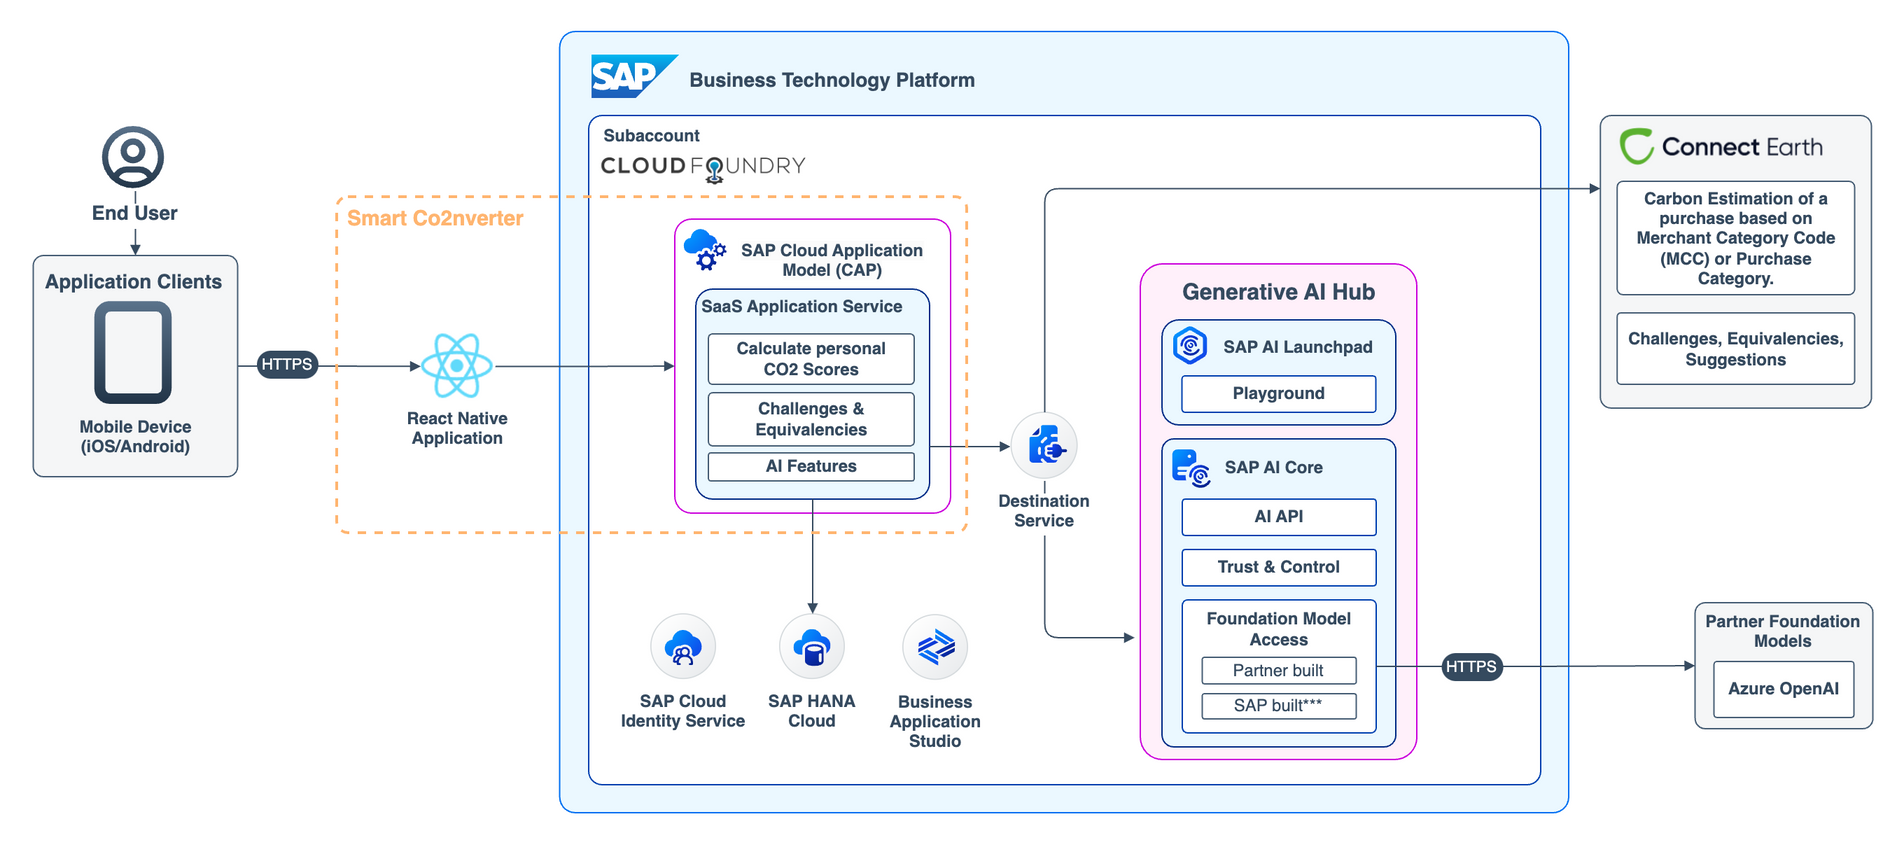 SAP
Business Technology Platform
Subaccount
CLOUD FOUNDRY
End User
Application Clients
Mobile Device
(iOS/Android)
HTTPS
Smart Co2nverter
React Native
Application
SAP Cloud Application
Model (CAP)
SaaS Application Service
Calculate personal
CO2 Scores
Challenges &
Equivalencies
AI Features
Destination
Service
SAP Cloud
Identity Service
SAP HANA
Cloud
Business
Application
Studio
Generative AI Hub
SAP AI Launchpad
Playground
SAP AI Core
AI API
Trust & Control
Foundation Model
Access
Partner built
SAP built***
HTTPS
Connect Earth
Carbon Estimation of a
purchase based on
Merchant Category Code
(MCC) or Purchase
Category.
Challenges, Equivalencies,
Suggestions
Partner Foundation
Models
Azure OpenAI